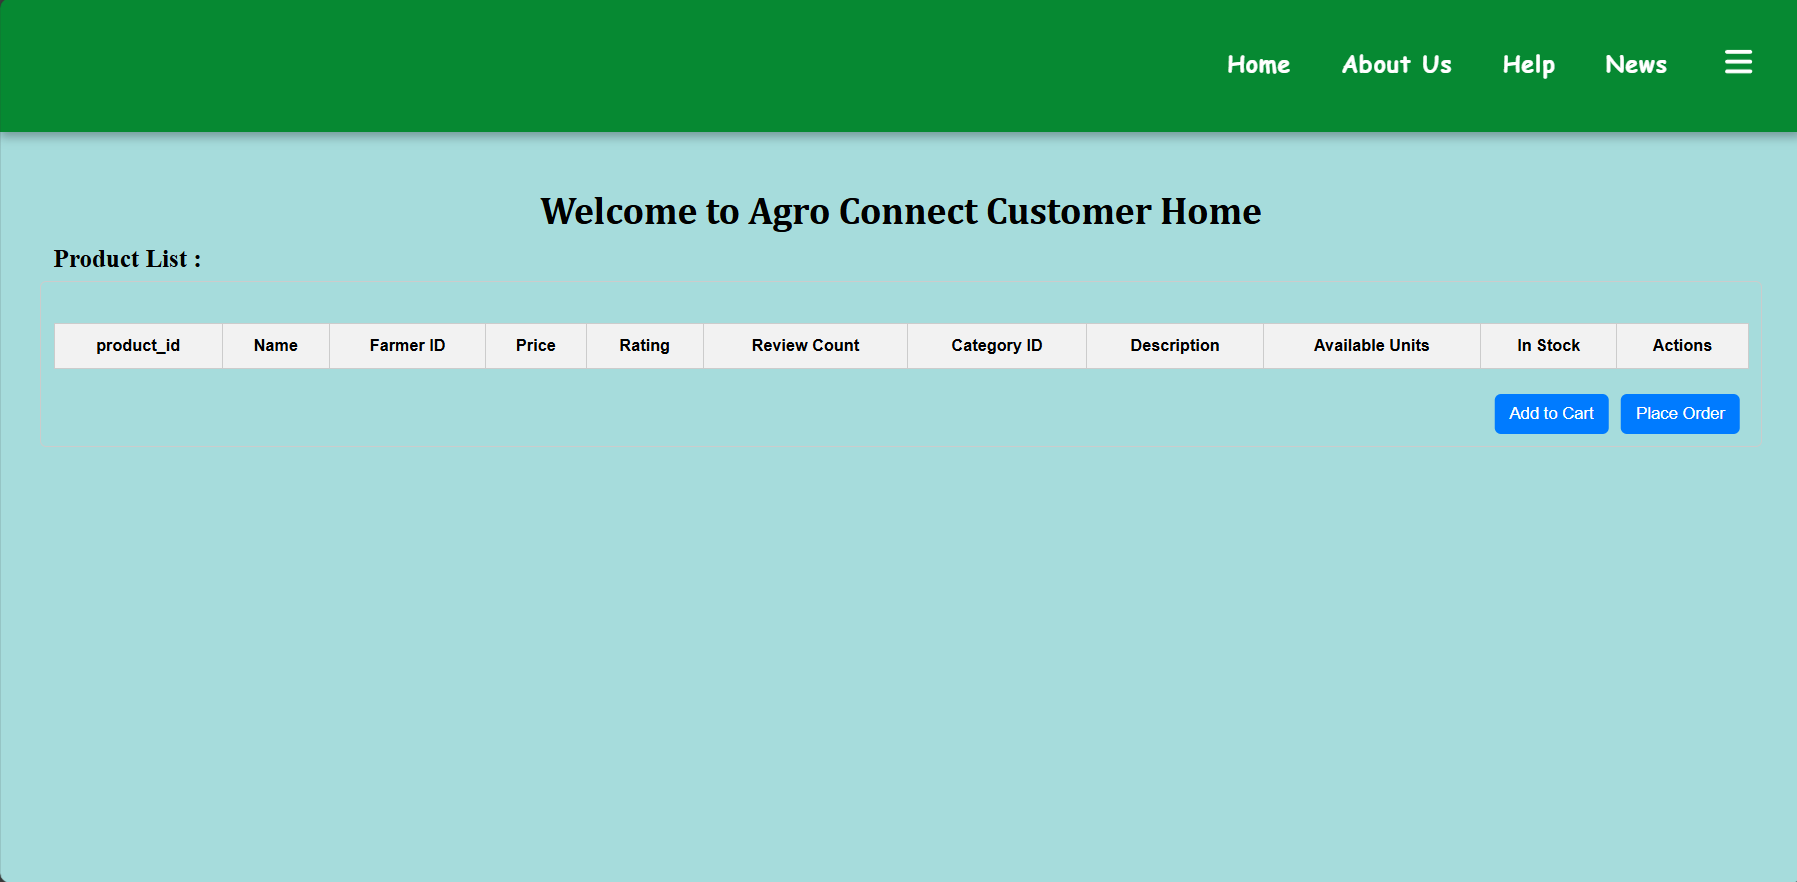 Home About Us Help News
Welcome to Agro Connect Customer Home
Product List :
product_id Name Farmer ID Price Rating Review Count Category ID Description Available Units In Stock Actions
Add to Cart Place Order